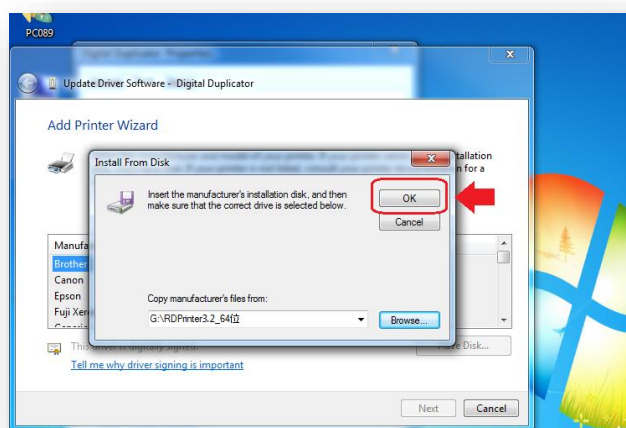 PC089
Digital Duplicator Properties
Update Driver Software - Digital Duplicator
Add Printer Wizard
Install From Disk
tallation
n for a
Insert the manufacturer's installation disk, and then
make sure that the correct drive is selected below.
OK
Cancel
Manufa
Brother
Canon
Epson
Fuji Xer
Copy manufacturer's files from:
G:\RDPrinter3.2_64位
Browse...
This driver is digitally signed.
Disk...
Tell me why driver signing is important
Next
Cancel